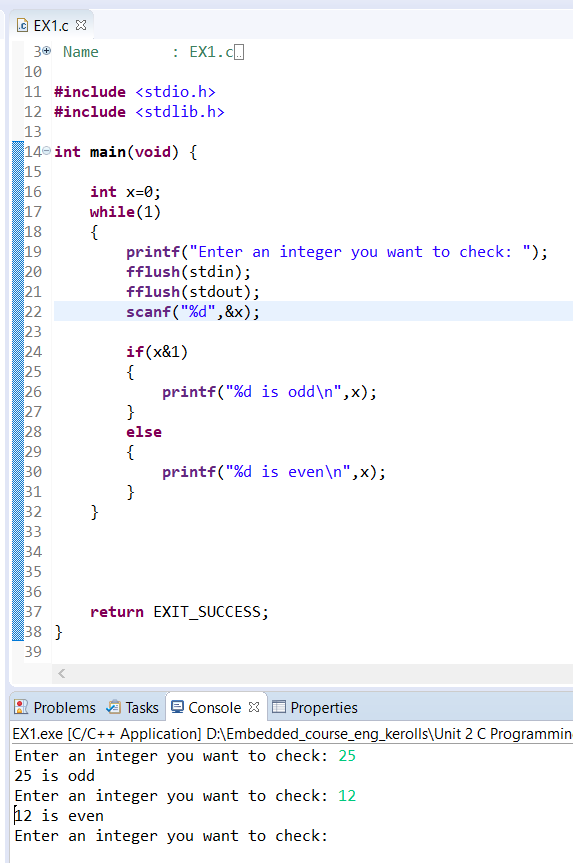 EX1.c
3 Name        : EX1.c
10
11 #include <stdio.h>
12 #include <stdlib.h>
13
14 int main(void) {
15
16     int x=0;
17     while(1)
18     {
19         printf("Enter an integer you want to check: ");
20         fflush(stdin);
21         fflush(stdout);
22         scanf("%d",&x);
23
24         if(x&1)
25         {
26             printf("%d is odd\n",x);
27         }
28         else
29         {
30             printf("%d is even\n",x);
31         }
32     }
33
34
35
36
37     return EXIT_SUCCESS;
38 }
39
Problems Tasks Console Properties
EX1.exe [C/C++ Application] D:\Embedded_course_eng_kerolls\Unit 2 C Programmin
Enter an integer you want to check: 25
25 is odd
Enter an integer you want to check: 12
12 is even
Enter an integer you want to check: